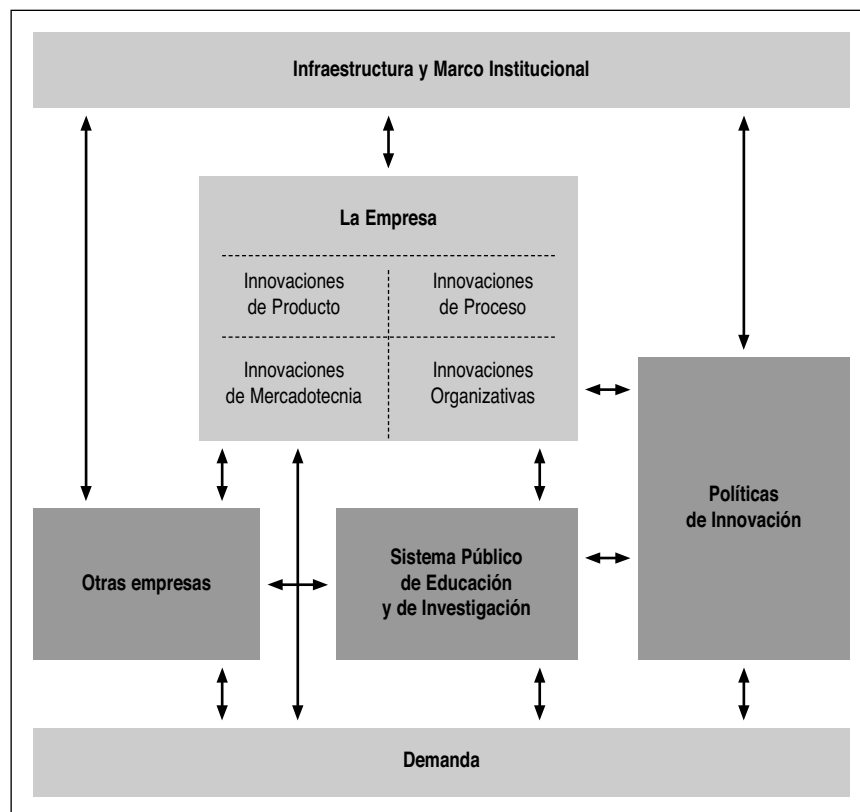 Infraestructura y Marco Institucional
La Empresa
Innovaciones
de Producto
Innovaciones
de Proceso
Innovaciones
de Mercadotecnia
Innovaciones
Organizativas
Políticas
de Innovación
Otras empresas
Sistema Público
de Educación
y de Investigación
Demanda